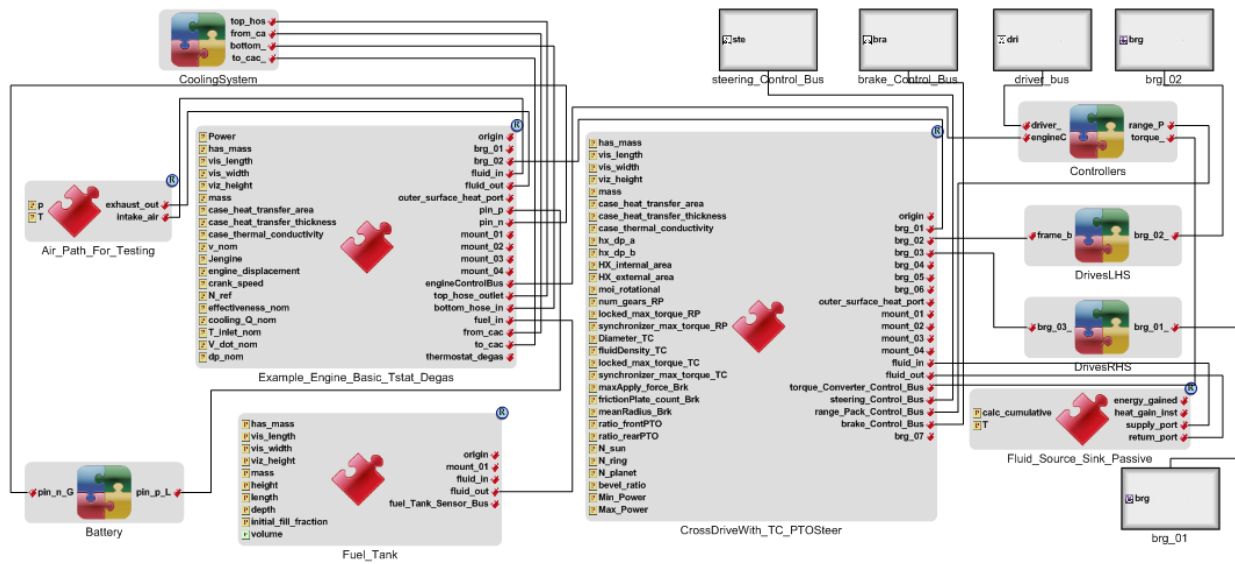 top_hos
from_ca
bottom_
to_cac_
CoolingSystem
ste
steering_Control_Bus
bra
brake_Control_Bus
dri
driver_bus
brg
brg_02
driver_
engineC
range_P
torque_
Controllers
p
T
exhaust_out
intake_air
Air_Path_For_Testing
Power
has_mass
vis_length
vis_width
viz_height
mass
case_heat_transfer_area
case_heat_transfer_thickness
case_thermal_conductivity
v_nom
Jengine
engine_displacement
crank_speed
N_ref
effectiveness_nom
cooling_Q_nom
T_inlet_nom
V_dot_nom
dp_nom
origin
brg_01
brg_02
fluid_in
fluid_out
outer_surface_heat_port
pin_p
pin_n
mount_01
mount_02
mount_03
mount_04
engineControlBus
top_hose_outlet
bottom_hose_in
fuel_in
from_cac
to_cac
thermostat_degas
Example_Engine_Basic_Tstat_Degas
has_mass
vis_length
vis_width
viz_height
mass
case_heat_transfer_area
case_heat_transfer_thickness
case_thermal_conductivity
hx_dp_a
hx_dp_b
HX_internal_area
HX_external_area
moi_rotational
num_gears_RP
locked_max_torque_RP
synchronizer_max_torque_RP
Diameter_TC
fluidDensity_TC
locked_max_torque_TC
synchronizer_max_torque_TC
maxApply_force_Brk
frictionPlate_count_Brk
meanRadius_Brk
ratio_frontPTO
ratio_rearPTO
N_sun
N_ring
N_planet
bevel_ratio
Min_Power
Max_Power
origin
brg_01
brg_02
brg_03
brg_04
brg_05
brg_06
outer_surface_heat_port
mount_01
mount_02
mount_03
mount_04
fluid_in
fluid_out
torque_Converter_Control_Bus
steering_Control_Bus
range_Pack_Control_Bus
brake_Control_Bus
brg_07
CrossDriveWith_TC_PTOSteer
frame_b
brg_02_
DrivesLHS
brg_03_
brg_01_
DrivesRHS
calc_cumulative
T
energy_gained
heat_gain_inst
supply_port
return_port
Fluid_Source_Sink_Passive
brg
brg_01
pin_n_G
pin_p_L
Battery
has_mass
vis_length
vis_width
viz_height
mass
height
length
depth
initial_fill_fraction
volume
origin
mount_01
fluid_in
fluid_out
fuel_Tank_Sensor_Bus
Fuel_Tank